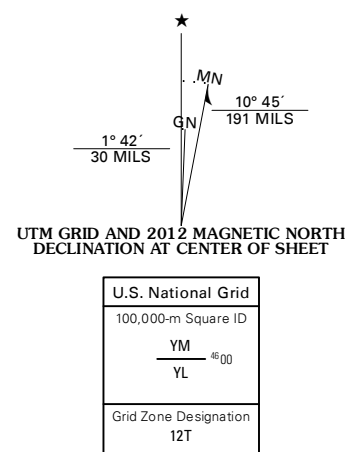 ★
MN
10° 45´
191 MILS
GN
1° 42´
30 MILS
UTM GRID AND 2012 MAGNETIC NORTH
DECLINATION AT CENTER OF SHEET
U.S. National Grid
100,000-m Square ID
YM
4600
YL
Grid Zone Designation
12T